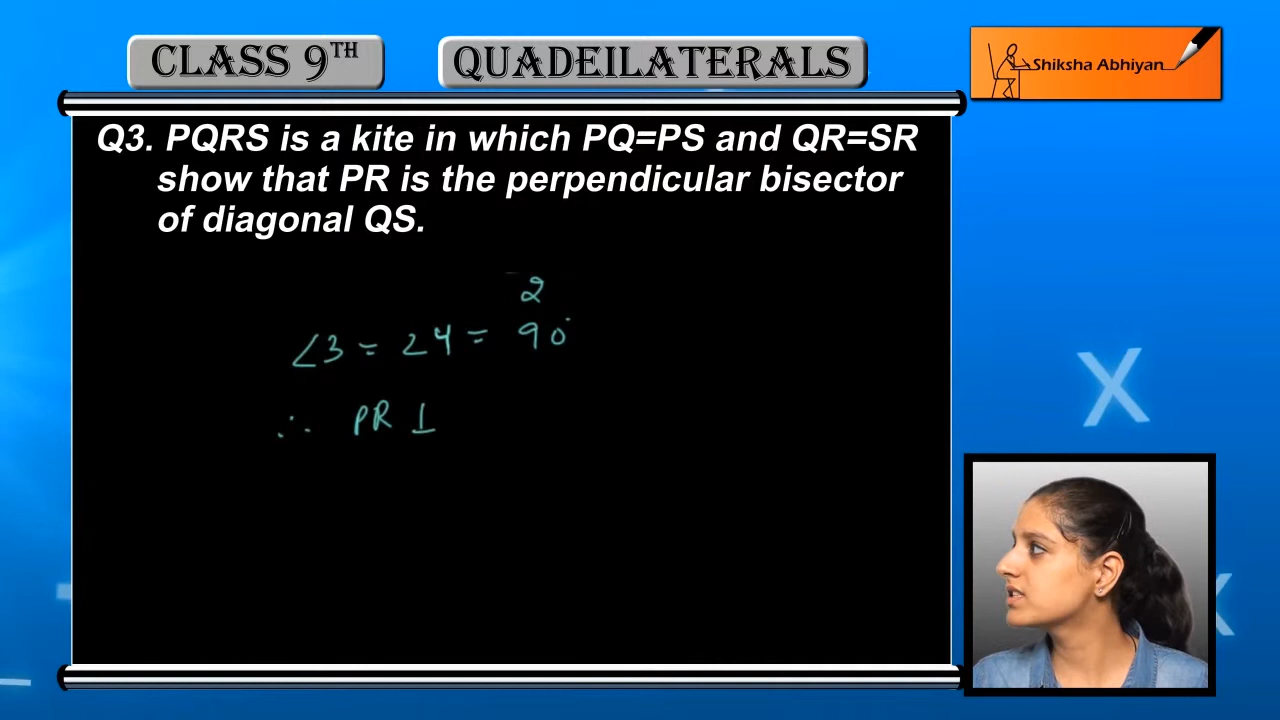 CLASS 9TH
QUADEILATERALS
Shiksha Abhiyan
Q3. PQRS is a kite in which PQ=PS and QR=SR
show that PR is the perpendicular bisector
of diagonal QS.
2
∠3 = ∠4 = 90°
∴ PR ⊥
X
X